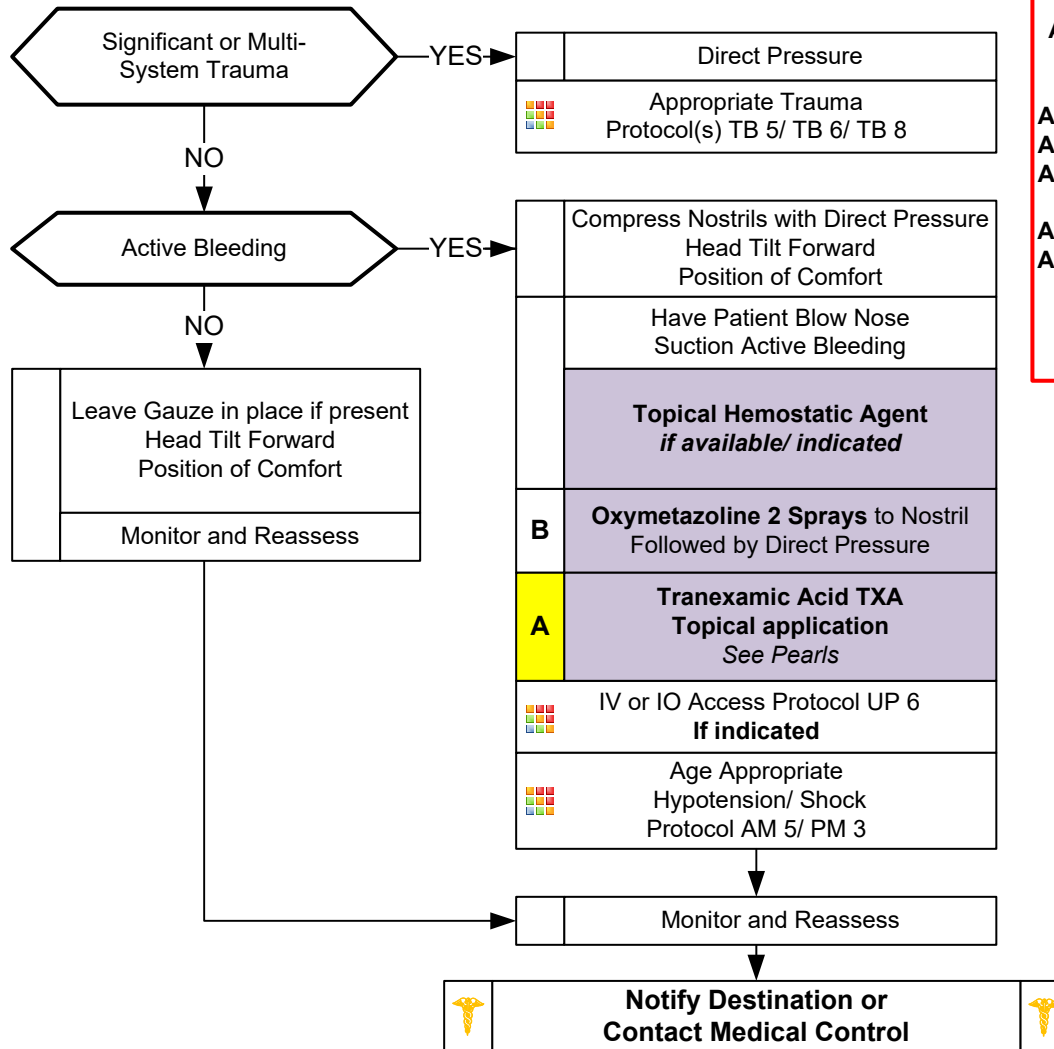 Significant or Multi-
System Trauma
YES
Direct Pressure
Appropriate Trauma
Protocol(s) TB 5/ TB 6/ TB 8
NO
Active Bleeding
YES
Compress Nostrils with Direct Pressure
Head Tilt Forward
Position of Comfort
Have Patient Blow Nose
Suction Active Bleeding
Topical Hemostatic Agent
if available/ indicated
B
Oxymetazoline 2 Sprays to Nostril
Followed by Direct Pressure
A
Tranexamic Acid TXA
Topical application
See Pearls
IV or IO Access Protocol UP 6
If indicated
Age Appropriate
Hypotension/ Shock
Protocol AM 5/ PM 3
NO
Leave Gauze in place if present
Head Tilt Forward
Position of Comfort
Monitor and Reassess
Monitor and Reassess
Notify Destination or
Contact Medical Control
A
A
A
A
A
A